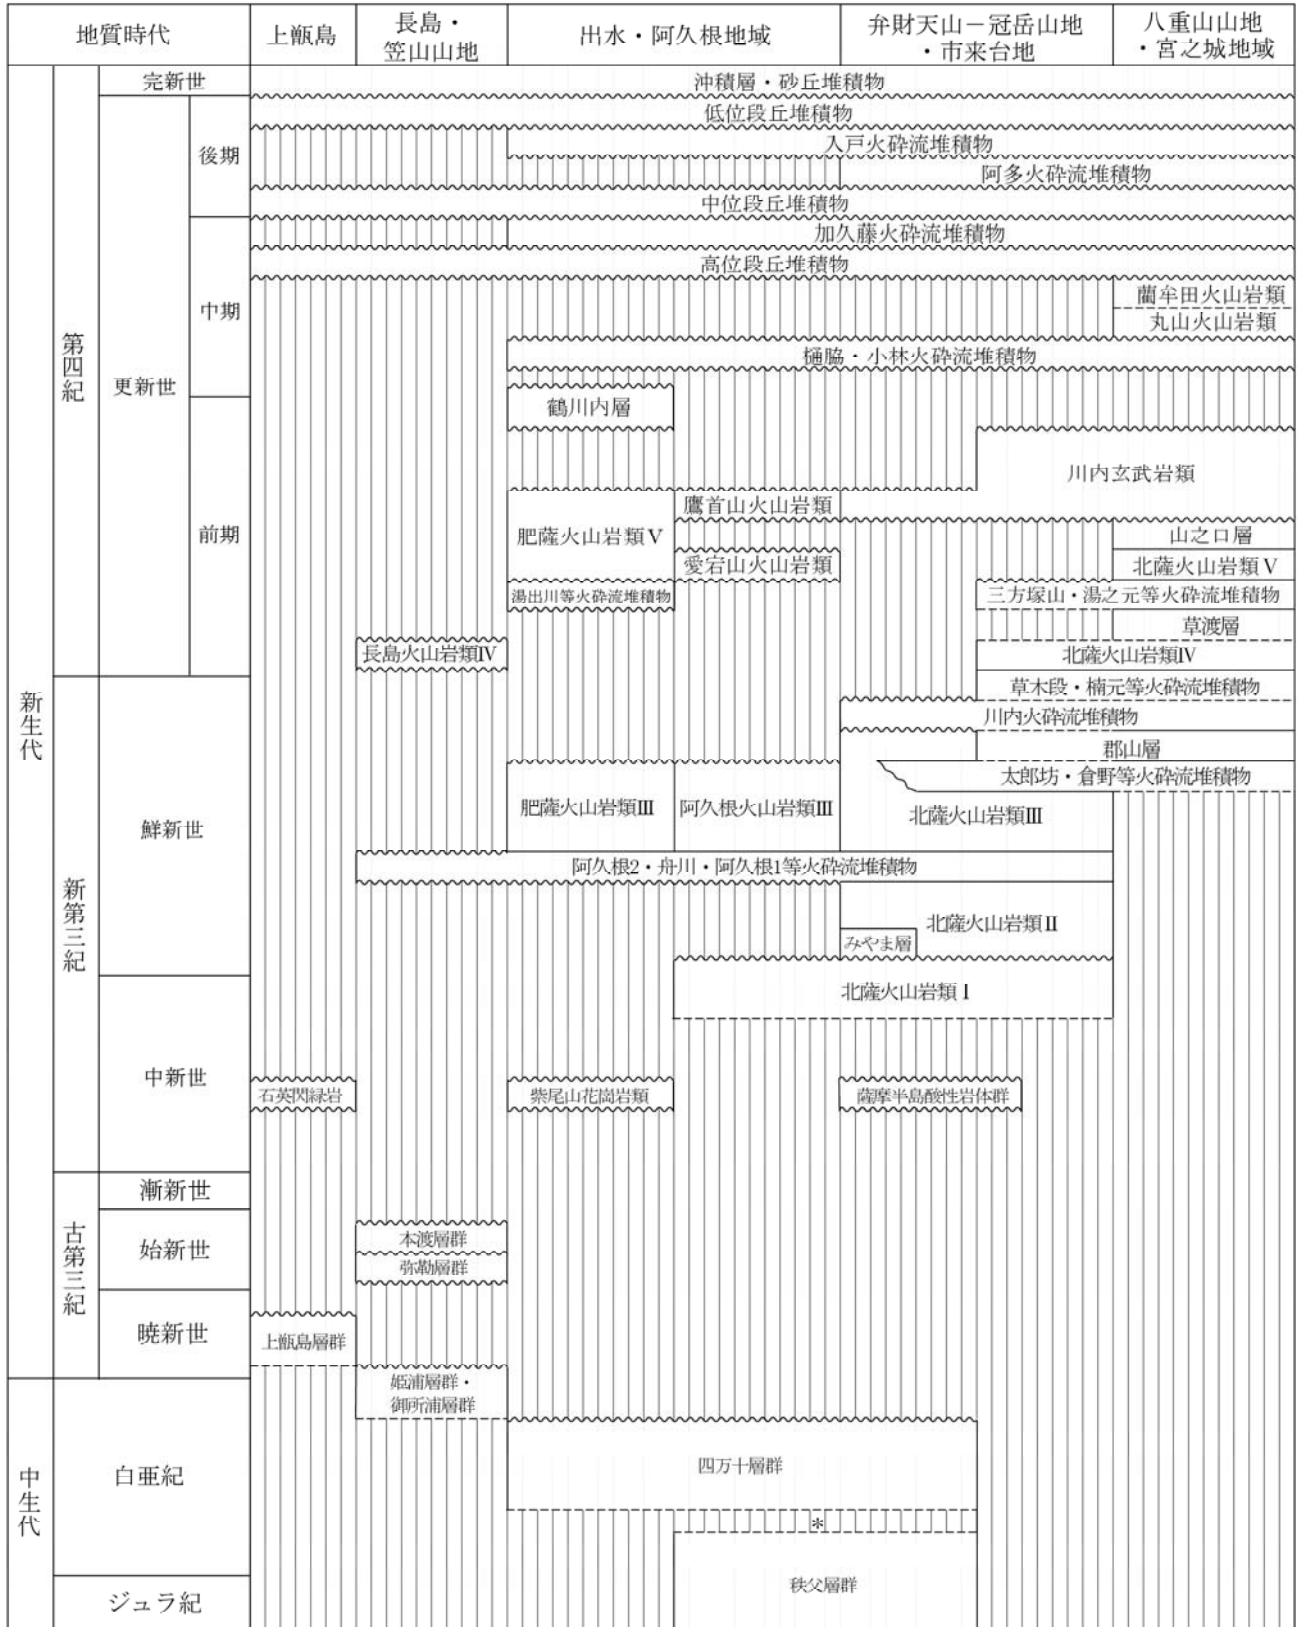 地質時代
上甑島
長島・
笠山山地
出水・阿久根地域
弁財天山－冠岳山地
・市来台地
八重山山地
・宮之城地域
新生代
第四紀
更新世
完新世
沖積層・砂丘堆積物
後期
低位段丘堆積物
入戸火砕流堆積物
阿多火砕流堆積物
中位段丘堆積物
中期
加久藤火砕流堆積物
高位段丘堆積物
藺牟田火山岩類
丸山火山岩類
樋脇・小林火砕流堆積物
鶴川内層
前期
川内玄武岩類
鷹首山火山岩類
肥薩火山岩類Ⅴ
山之口層
愛宕山火山岩類
北薩火山岩類Ⅴ
湯出川等火砕流堆積物
三方塚山・湯之元等火砕流堆積物
草渡層
長島火山岩類Ⅳ
北薩火山岩類Ⅳ
新第三紀
鮮新世
草木段・楠元等火砕流堆積物
川内火砕流堆積物
郡山層
太郎坊・倉野等火砕流堆積物
肥薩火山岩類Ⅲ
阿久根火山岩類Ⅲ
北薩火山岩類Ⅲ
阿久根2・舟川・阿久根1等火砕流堆積物
北薩火山岩類Ⅱ
みやま層
北薩火山岩類Ⅰ
中新世
石英閃緑岩
紫尾山花崗岩類
薩摩半島酸性岩体群
古第三紀
漸新世
始新世
本渡層群
弥勒層群
暁新世
上甑島層群
中生代
白亜紀
姫浦層群・
御所浦層群
四万十層群
*
秩父層群
ジュラ紀